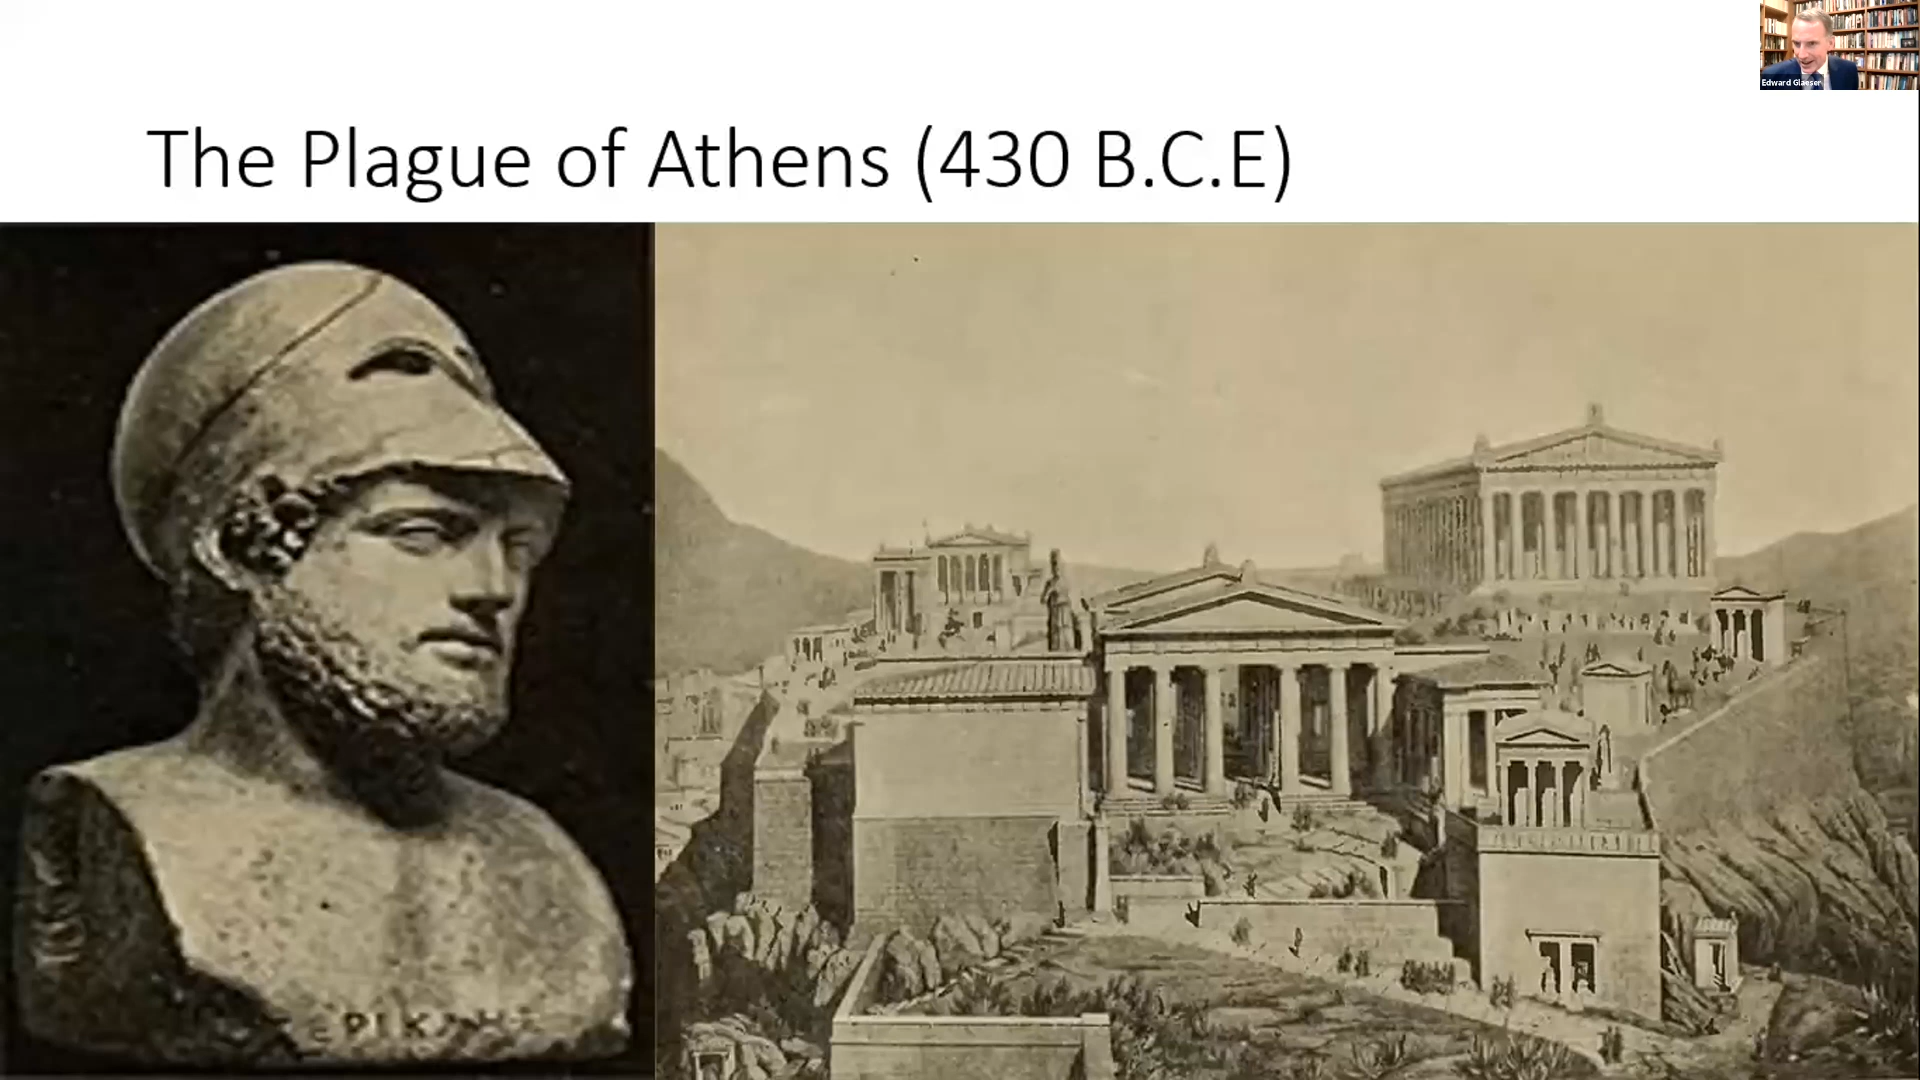 Edward Glaeser
The Plague of Athens (430 B.C.E)